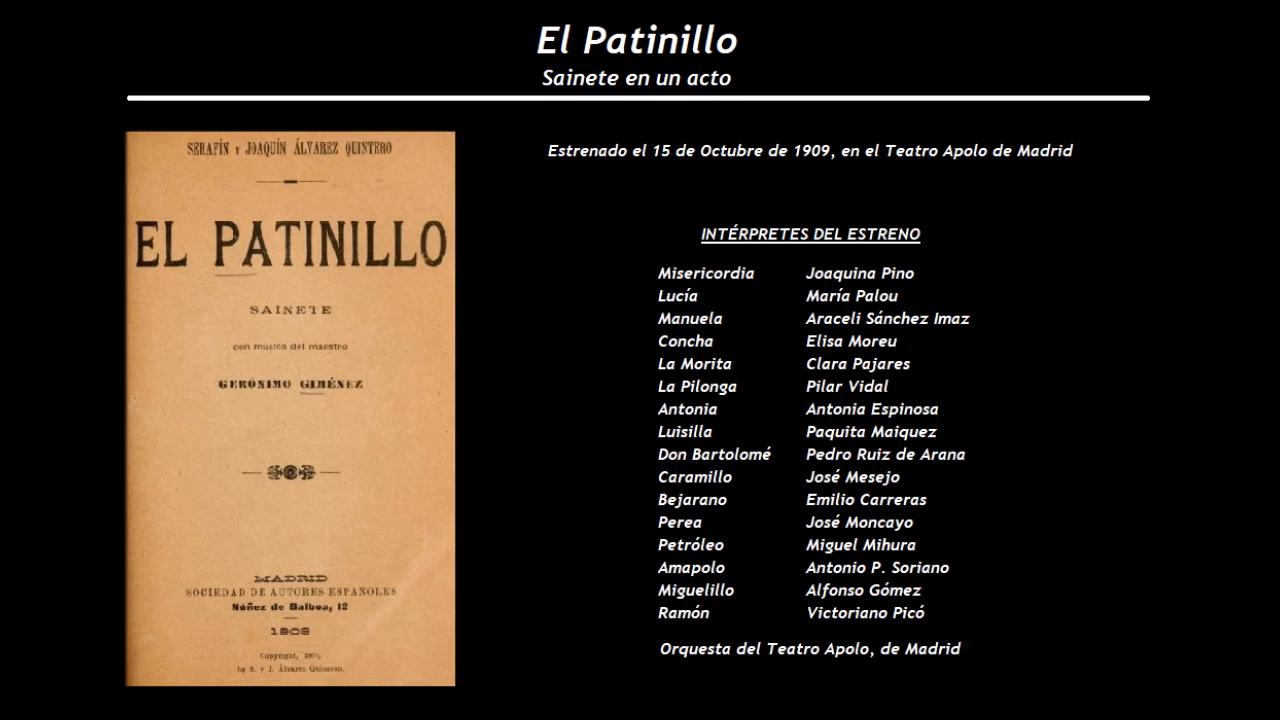 El Patinillo
Sainete en un acto
SERAFÍN Y JOAQUÍN ÁLVAREZ QUINTERO
EL PATINILLO
SAINETE
con música del maestro
GERÓNIMO GIMÉNEZ
MADRID
SOCIEDAD DE AUTORES ESPAÑOLES
Núñez de Balboa, 12
1909
Copyright, 1909,
by S. y J. Álvarez Quintero.
Estrenado el 15 de Octubre de 1909, en el Teatro Apolo de Madrid
INTÉRPRETES DEL ESTRENO
Misericordia Joaquina Pino
Lucía María Palou
Manuela Araceli Sánchez Imaz
Concha Elisa Moreu
La Morita Clara Pajares
La Pilonga Pilar Vidal
Antonia Antonia Espinosa
Luisilla Paquita Maiquez
Don Bartolomé Pedro Ruiz de Arana
Caramillo José Mesejo
Bejarano Emilio Carreras
Perea José Moncayo
Petróleo Miguel Mihura
Amapolo Antonio P. Soriano
Miguelillo Alfonso Gómez
Ramón Victoriano Picó
Orquesta del Teatro Apolo, de Madrid